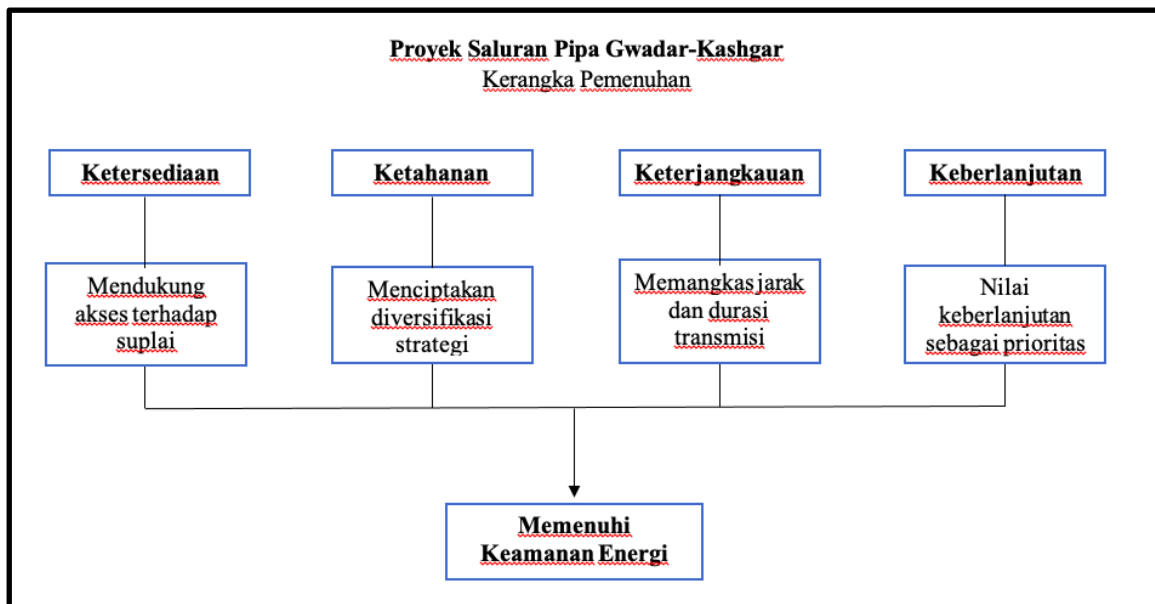 Proyek Saluran Pipa Gwadar-Kashgar
Kerangka Pemenuhan
Ketersediaan
Ketahanan
Keterjangkauan
Keberlanjutan
Mendukung
akses terhadap
suplai
Menciptakan
diversifikasi
strategi
Memangkas jarak
dan durasi
transmisi
Nilai
keberlanjutan
sebagai prioritas
Memenuhi
Keamanan Energi